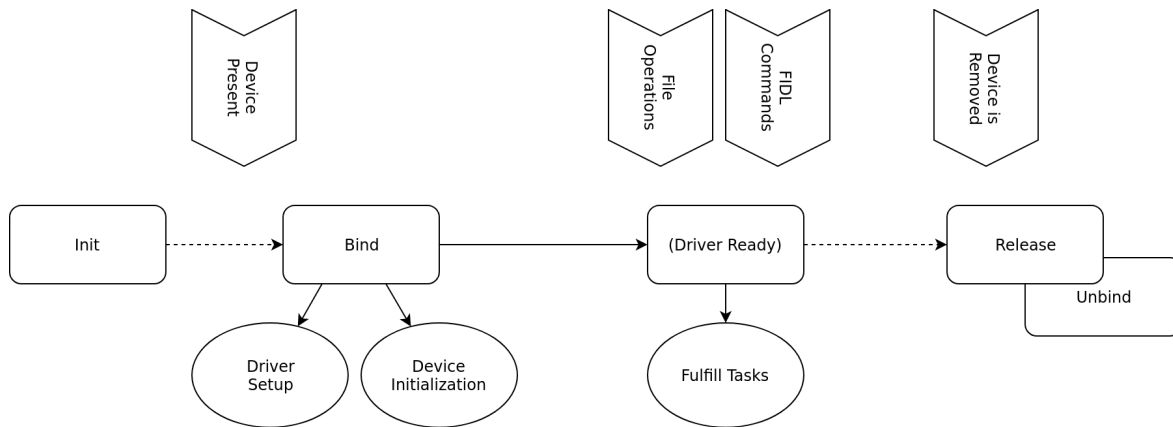 Device
Present
File
Operations
FIDL
Commands
Device is
Removed
Init
Bind
(Driver Ready)
Release
Unbind
Driver
Setup
Device
Initialization
Fulfill Tasks